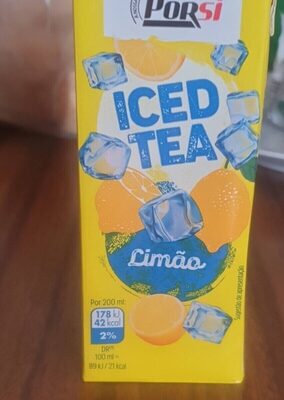 PORSI
ICED
TEA
Limão
Por 200 ml:
178 kJ
42 kcal
2%
DR*:
100 ml =
89 kJ / 21 kcal
Sugestão de apresentação